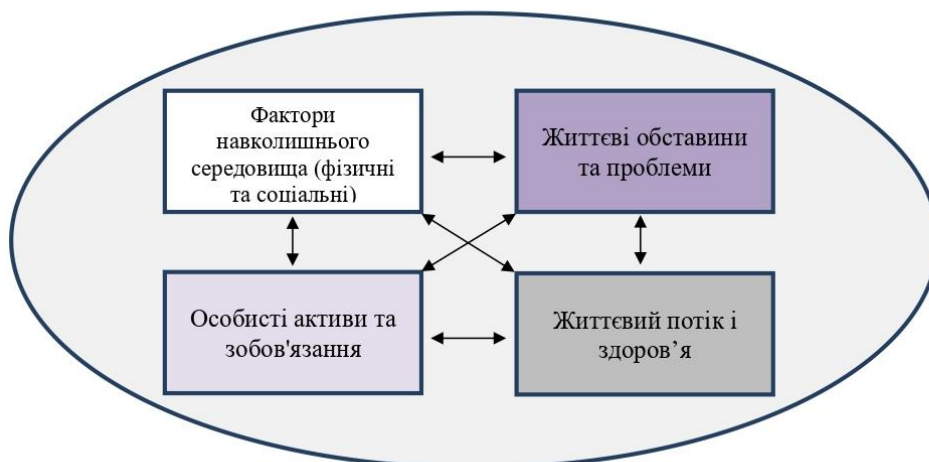 Фактори
навколишнього
середовища (фізичні
та соціальні)
Життєві обставини
та проблеми
Особисті активи та
зобов'язання
Життєвий потік і
здоров’я